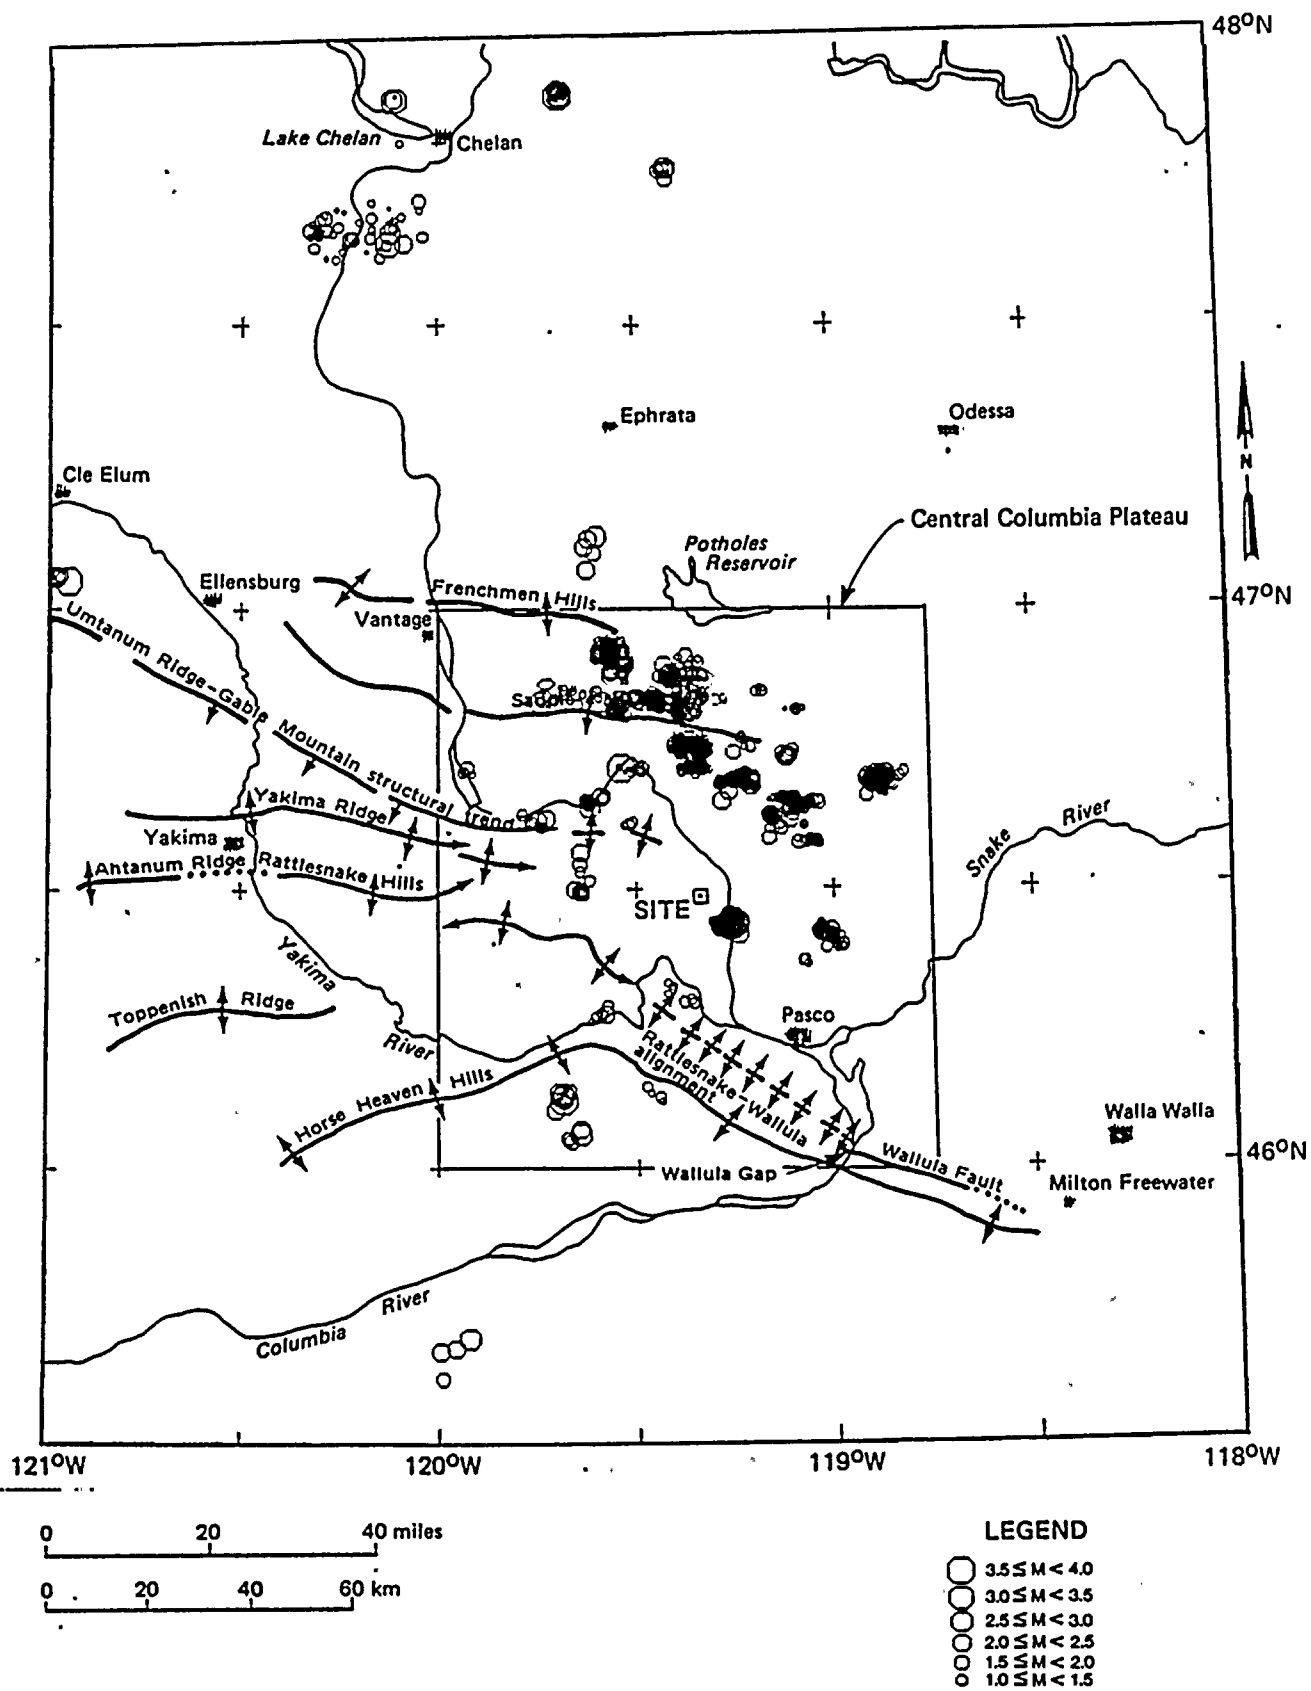 48°N
Lake Chelan
Chelan
Ephrata
Odessa
Cle Elum
N
Central Columbia Plateau
Potholes
Reservoir
Ellensburg
Frenchmen Hills
47°N
Vantage
Umtanum Ridge-Gable Mountain structural trend
Yakima Ridge
Yakima
Snake River
Ahtanum Ridge Rattlesnake Hills
SITE
Yakima River
Toppenish Ridge
Pasco
Rattlesnake-Wallula
alignment
Horse Heaven Hills
Walla Walla
46°N
Wallula Gap
Wallula Fault
Milton Freewater
Columbia River
121°W
120°W
119°W
118°W
0 20 40 miles
0 20 40 60 km
LEGEND
3.5 ≤ M < 4.0
3.0 ≤ M < 3.5
2.5 ≤ M < 3.0
2.0 ≤ M < 2.5
1.5 ≤ M < 2.0
1.0 ≤ M < 1.5